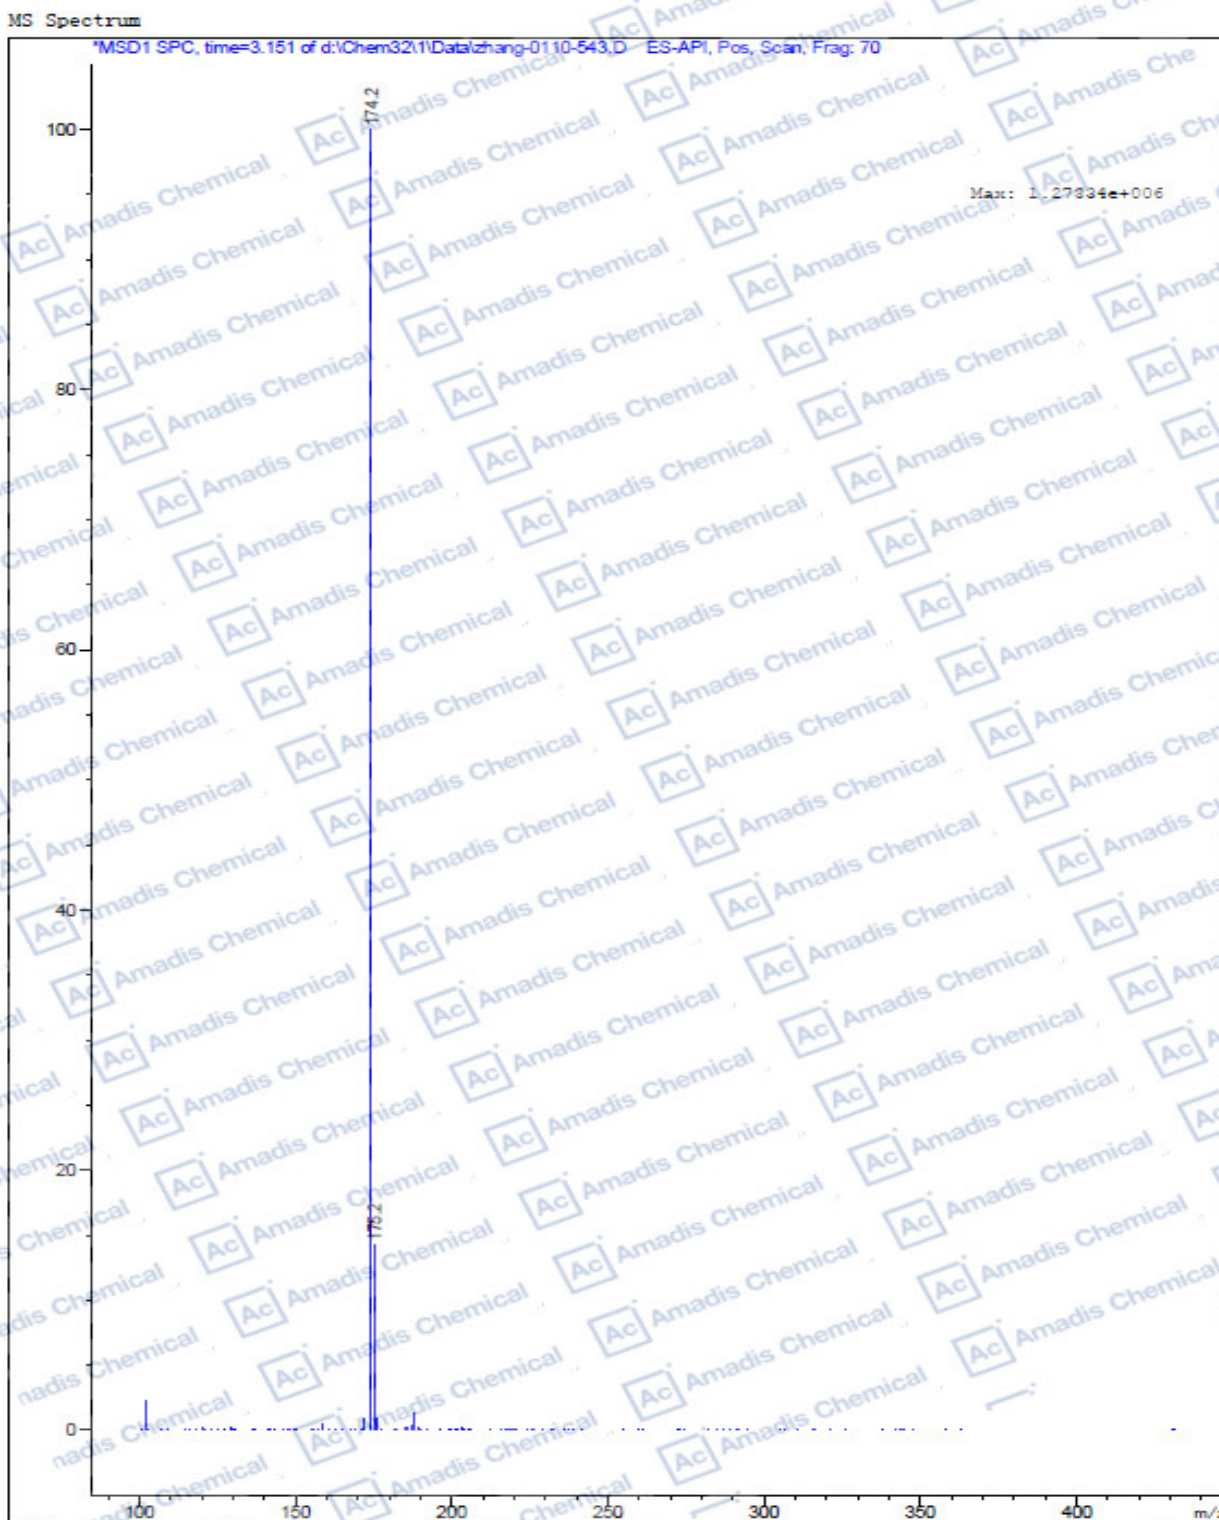 MS Spectrum
*MSD1 SPC, time=3.151 of d:\Chem32\1\Data\zhang-0110-543.D ES-API, Pos, Scan, Frag: 70
174.2
100
Max: 1.27834e+006
80
60
40
20
175.2
0
100 150 200 250 300 350 400 m/z
Ac Amadis Chemical